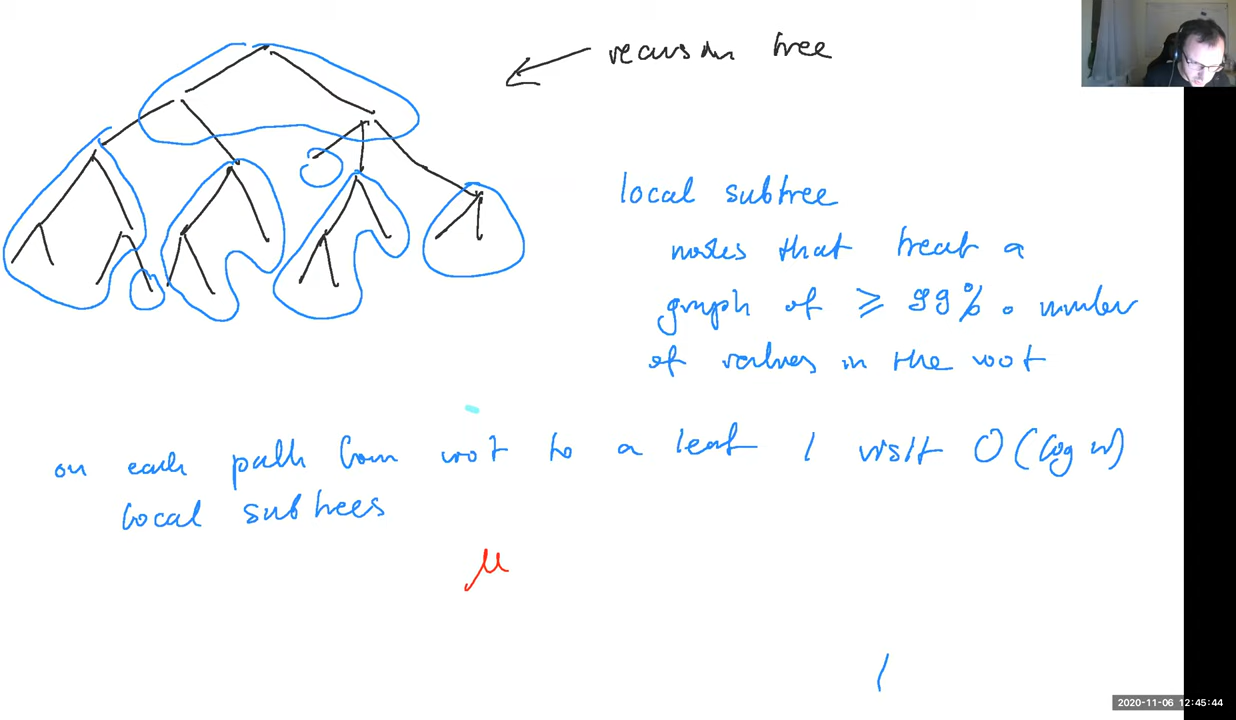 recursion tree
local subtree
nodes that treat a
graph of ≥ 99% • number
of values in the root
on each path from root to a leaf I visit O(log n)
local subtrees
μ
2020-11-06 12:45:44